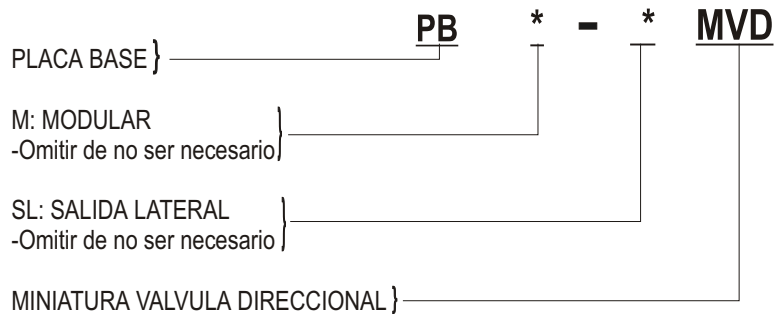 PB * - * MVD
PLACA BASE }
M: MODULAR
-Omitir de no ser necesario }
SL: SALIDA LATERAL
-Omitir de no ser necesario }
MINIATURA VALVULA DIRECCIONAL }